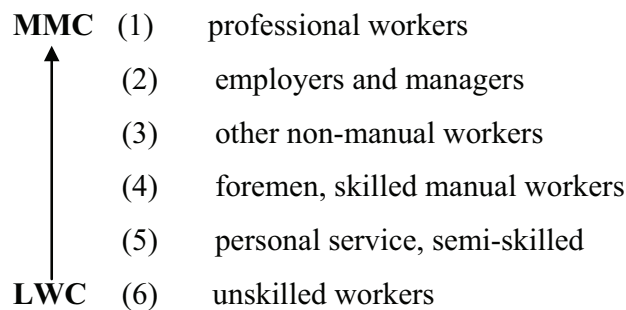 MMC (1) professional workers
(2) employers and managers
(3) other non-manual workers
(4) foremen, skilled manual workers
(5) personal service, semi-skilled
LWC (6) unskilled workers